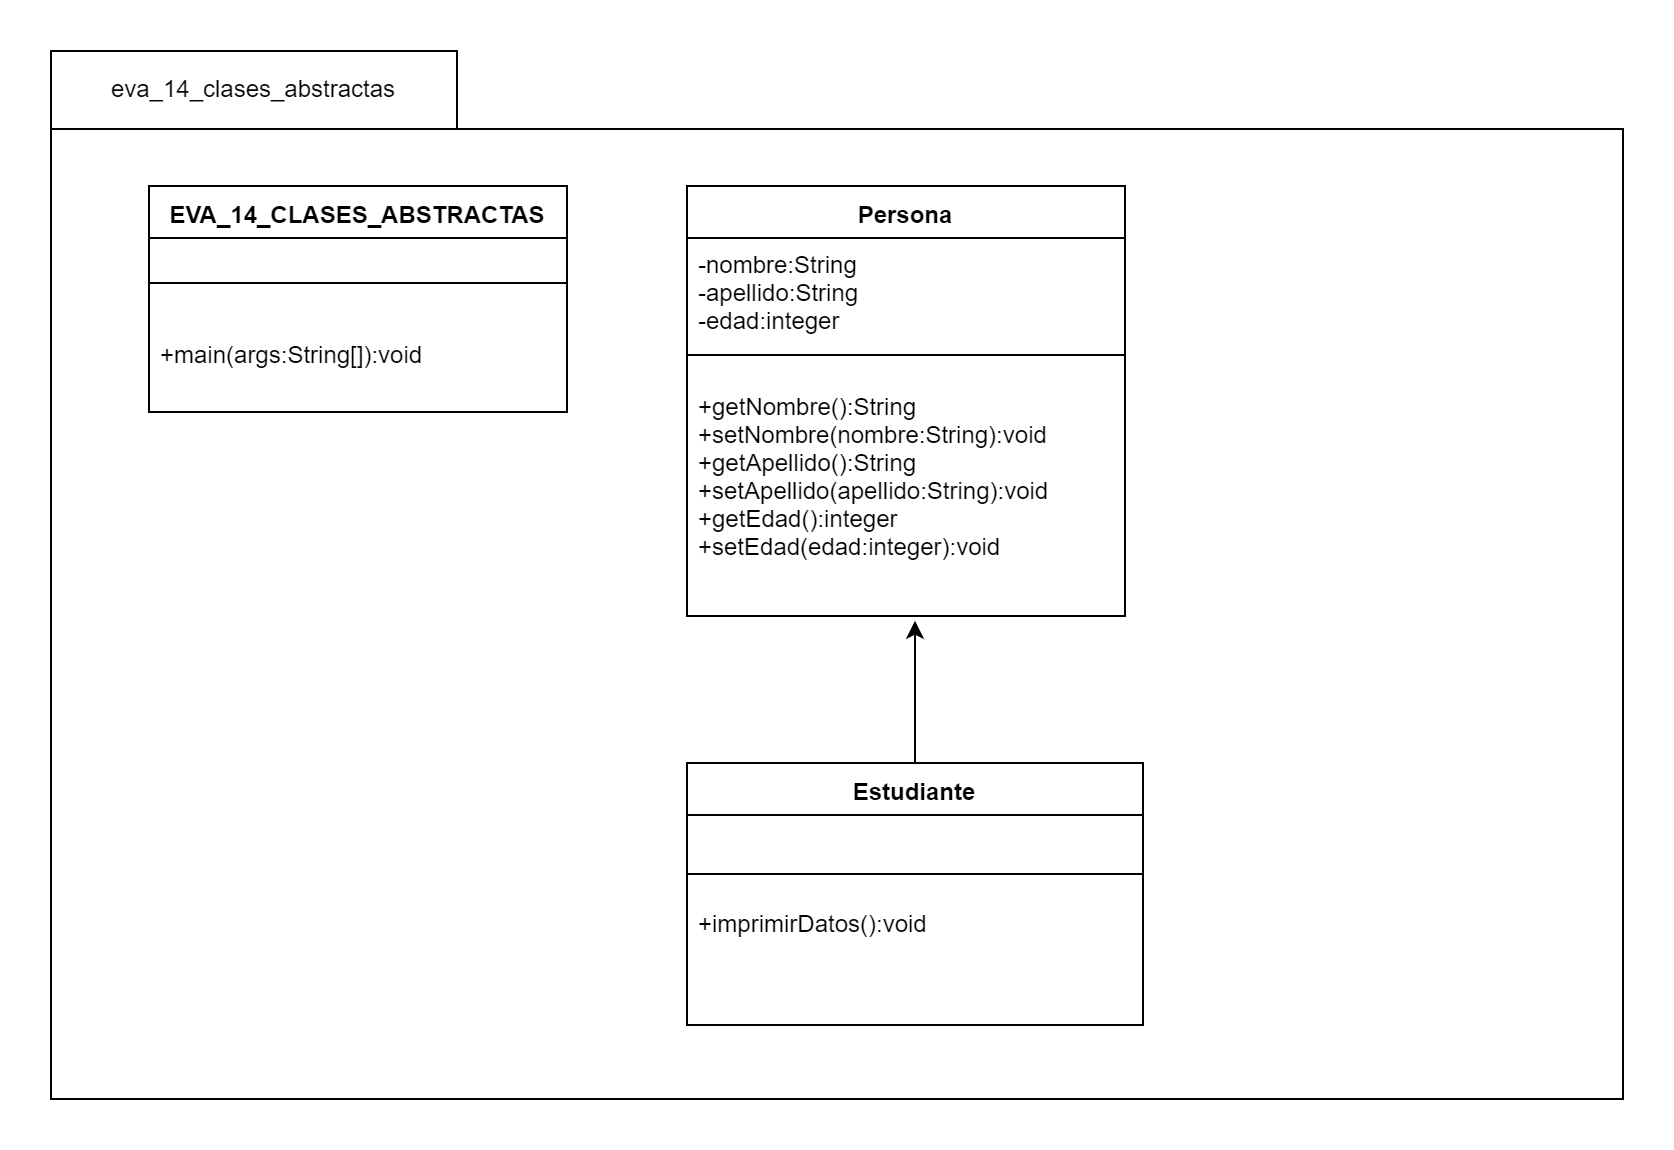 eva_14_clases_abstractas
EVA_14_CLASES_ABSTRACTAS
+main(args:String[]):void
Persona
-nombre:String
-apellido:String
-edad:integer
+getNombre():String
+setNombre(nombre:String):void
+getApellido():String
+setApellido(apellido:String):void
+getEdad():integer
+setEdad(edad:integer):void
Estudiante
+imprimirDatos():void